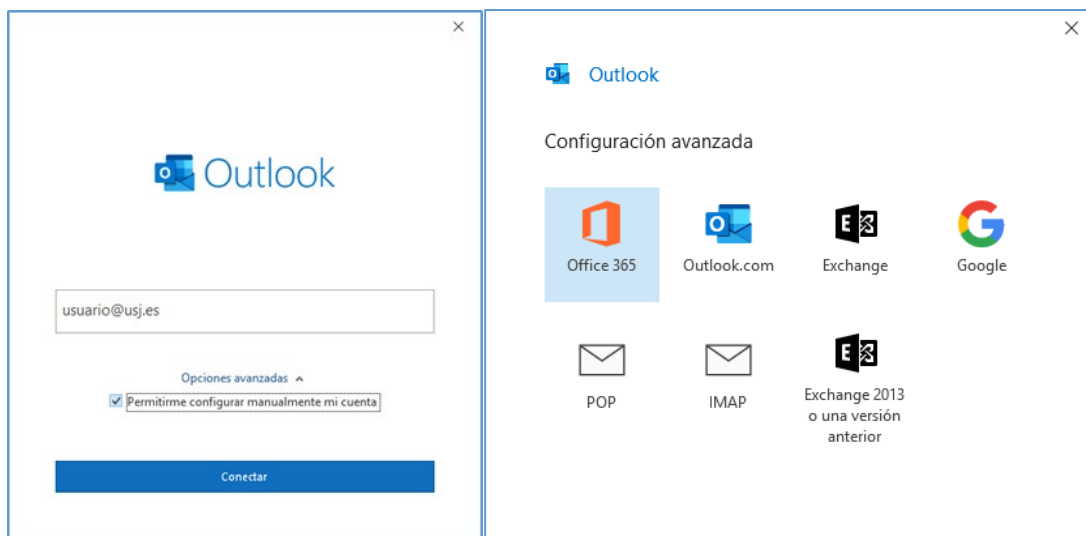 Outlook
usuario@usj.es
Opciones avanzadas
Permitirme configurar manualmente mi cuenta
Conectar
Outlook
Configuración avanzada
Office 365
Outlook.com
Exchange
Google
POP
IMAP
Exchange 2013
o una versión
anterior